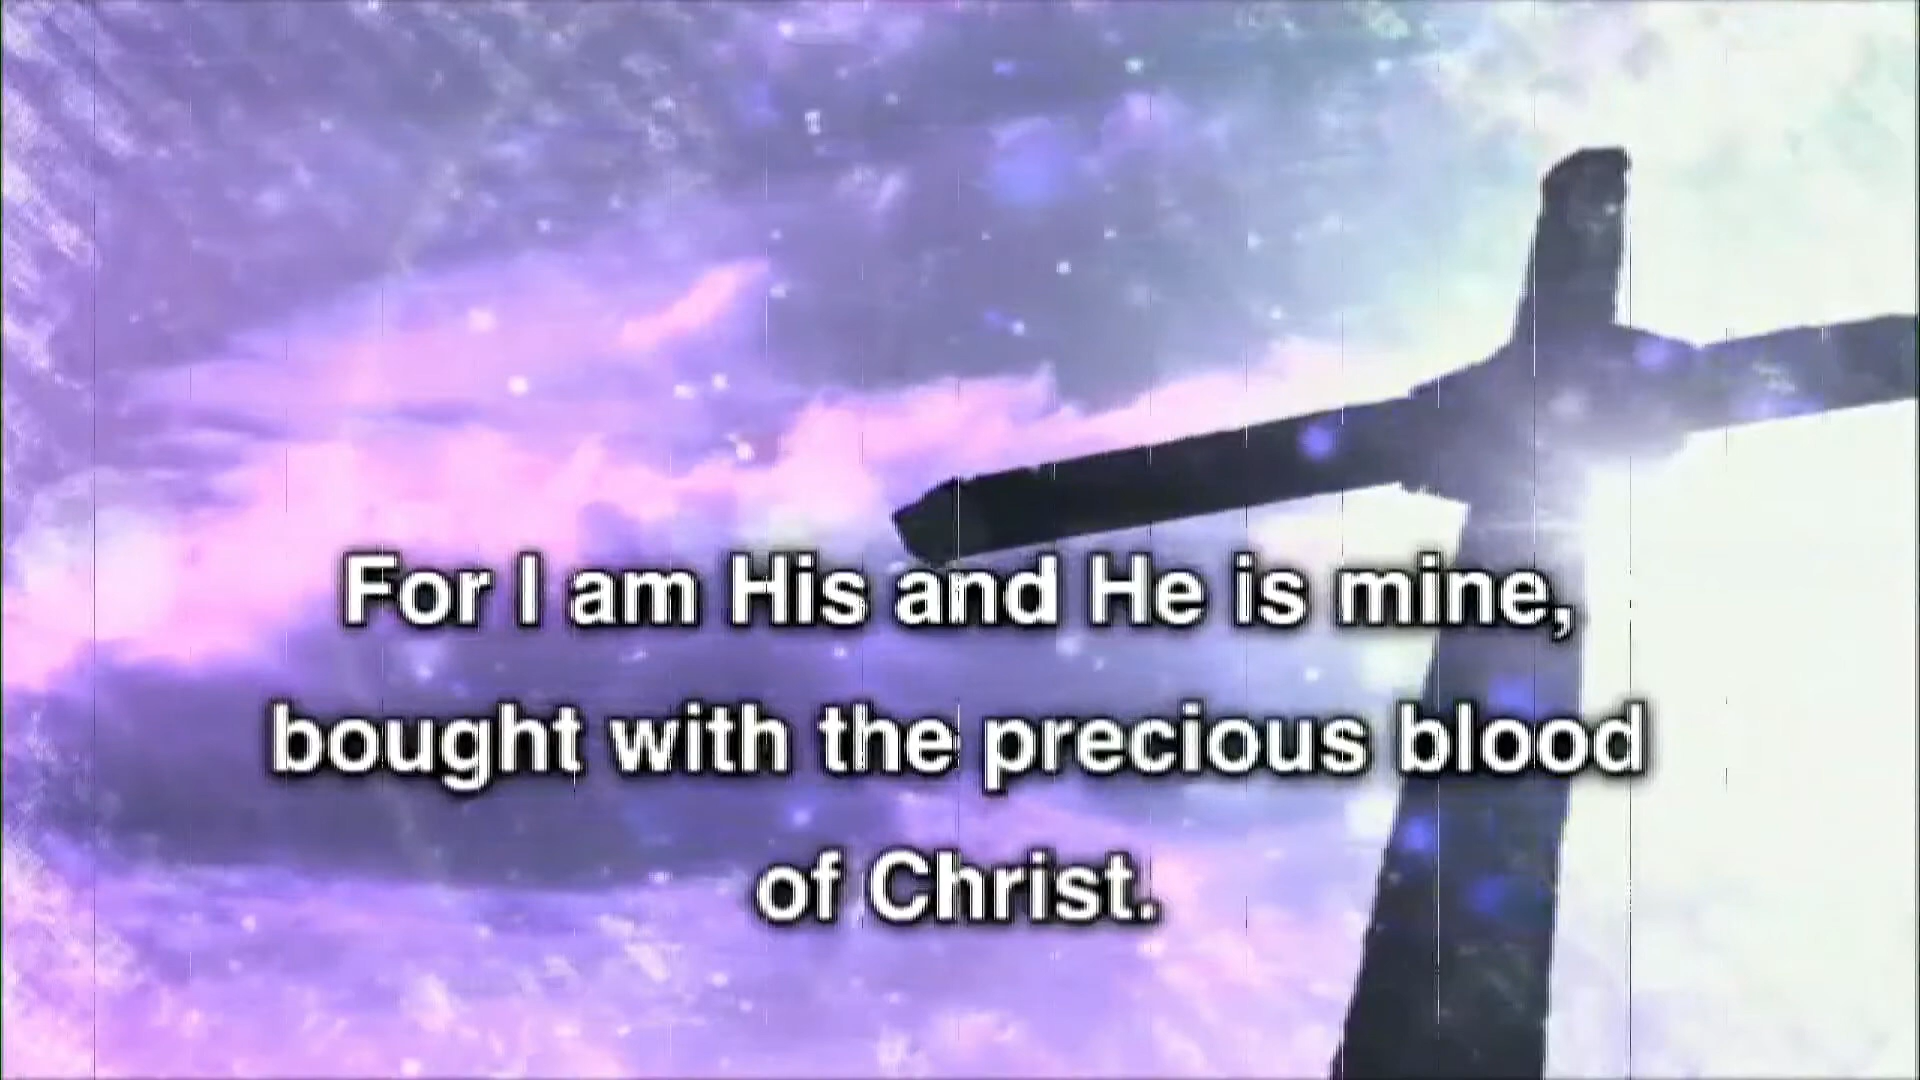 For I am His and He is mine,
bought with the precious blood
of Christ.